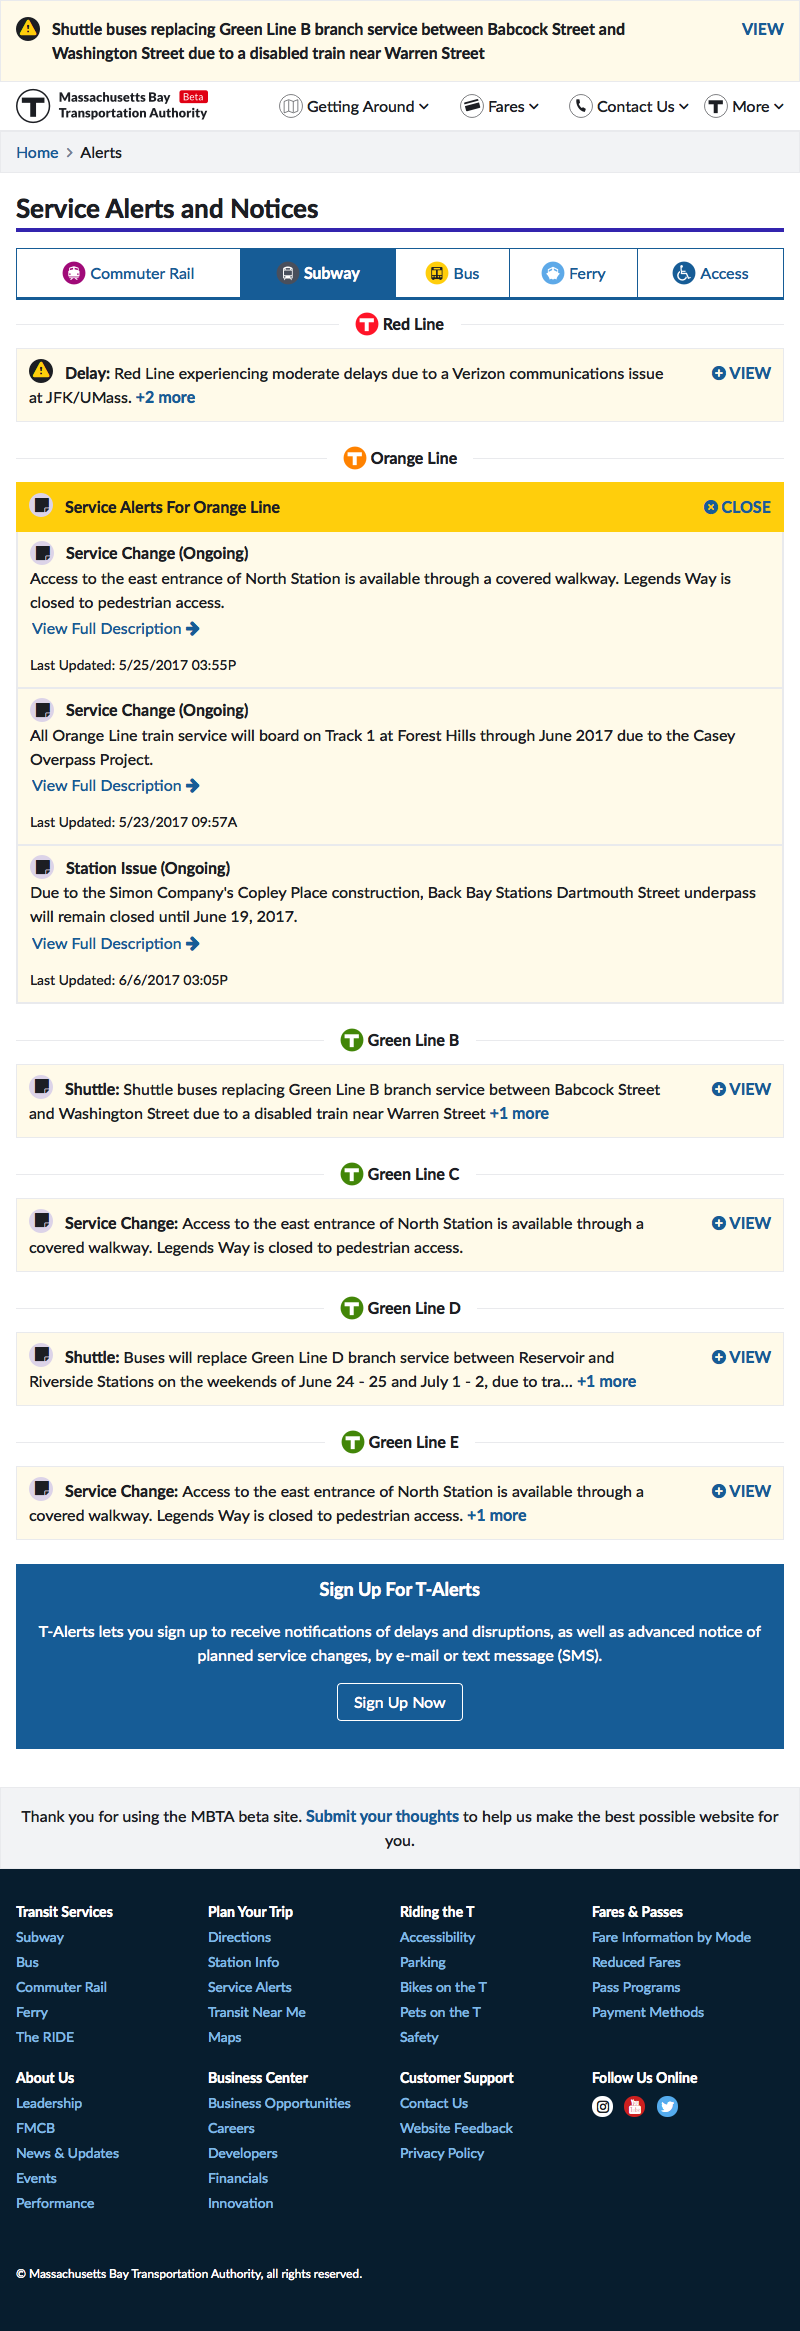 Shuttle buses replacing Green Line B branch service between Babcock Street and
Washington Street due to a disabled train near Warren Street
VIEW
Massachusetts Bay Beta
Transportation Authority
Getting Around
Fares
Contact Us
More
Home > Alerts
Service Alerts and Notices
Commuter Rail
Subway
Bus
Ferry
Access
Red Line
Delay: Red Line experiencing moderate delays due to a Verizon communications issue
at JFK/UMass. +2 more
VIEW
Orange Line
Service Alerts For Orange Line
CLOSE
Service Change (Ongoing)
Access to the east entrance of North Station is available through a covered walkway. Legends Way is
closed to pedestrian access.
View Full Description
Last Updated: 5/25/2017 03:55P
Service Change (Ongoing)
All Orange Line train service will board on Track 1 at Forest Hills through June 2017 due to the Casey
Overpass Project.
View Full Description
Last Updated: 5/23/2017 09:57A
Station Issue (Ongoing)
Due to the Simon Company's Copley Place construction, Back Bay Stations Dartmouth Street underpass
will remain closed until June 19, 2017.
View Full Description
Last Updated: 6/6/2017 03:05P
Green Line B
Shuttle: Shuttle buses replacing Green Line B branch service between Babcock Street
and Washington Street due to a disabled train near Warren Street +1 more
VIEW
Green Line C
Service Change: Access to the east entrance of North Station is available through a
covered walkway. Legends Way is closed to pedestrian access.
VIEW
Green Line D
Shuttle: Buses will replace Green Line D branch service between Reservoir and
Riverside Stations on the weekends of June 24 - 25 and July 1 - 2, due to tra... +1 more
VIEW
Green Line E
Service Change: Access to the east entrance of North Station is available through a
covered walkway. Legends Way is closed to pedestrian access. +1 more
VIEW
Sign Up For T-Alerts
T-Alerts lets you sign up to receive notifications of delays and disruptions, as well as advanced notice of
planned service changes, by e-mail or text message (SMS).
Sign Up Now
Thank you for using the MBTA beta site. Submit your thoughts to help us make the best possible website for
you.
Transit Services
Subway
Bus
Commuter Rail
Ferry
The RIDE
Plan Your Trip
Directions
Station Info
Service Alerts
Transit Near Me
Maps
Riding the T
Accessibility
Parking
Bikes on the T
Pets on the T
Safety
Fares & Passes
Fare Information by Mode
Reduced Fares
Pass Programs
Payment Methods
About Us
Leadership
FMCB
News & Updates
Events
Performance
Business Center
Business Opportunities
Careers
Developers
Financials
Innovation
Customer Support
Contact Us
Website Feedback
Privacy Policy
Follow Us Online
© Massachusetts Bay Transportation Authority, all rights reserved.